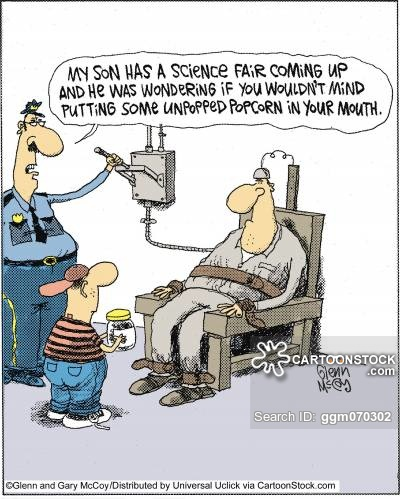 MY SON HAS A SCIENCE FAIR COMING UP
AND HE WAS WONDERING IF YOU WOULDN'T MIND
PUTTING SOME UNPOPPED POPCORN IN YOUR MOUTH.
CARTOONSTOCK
.com
Glenn
McCoy
Search ID: ggm070302
©Glenn and Gary McCoy/Distributed by Universal Uclick via CartoonStock.com